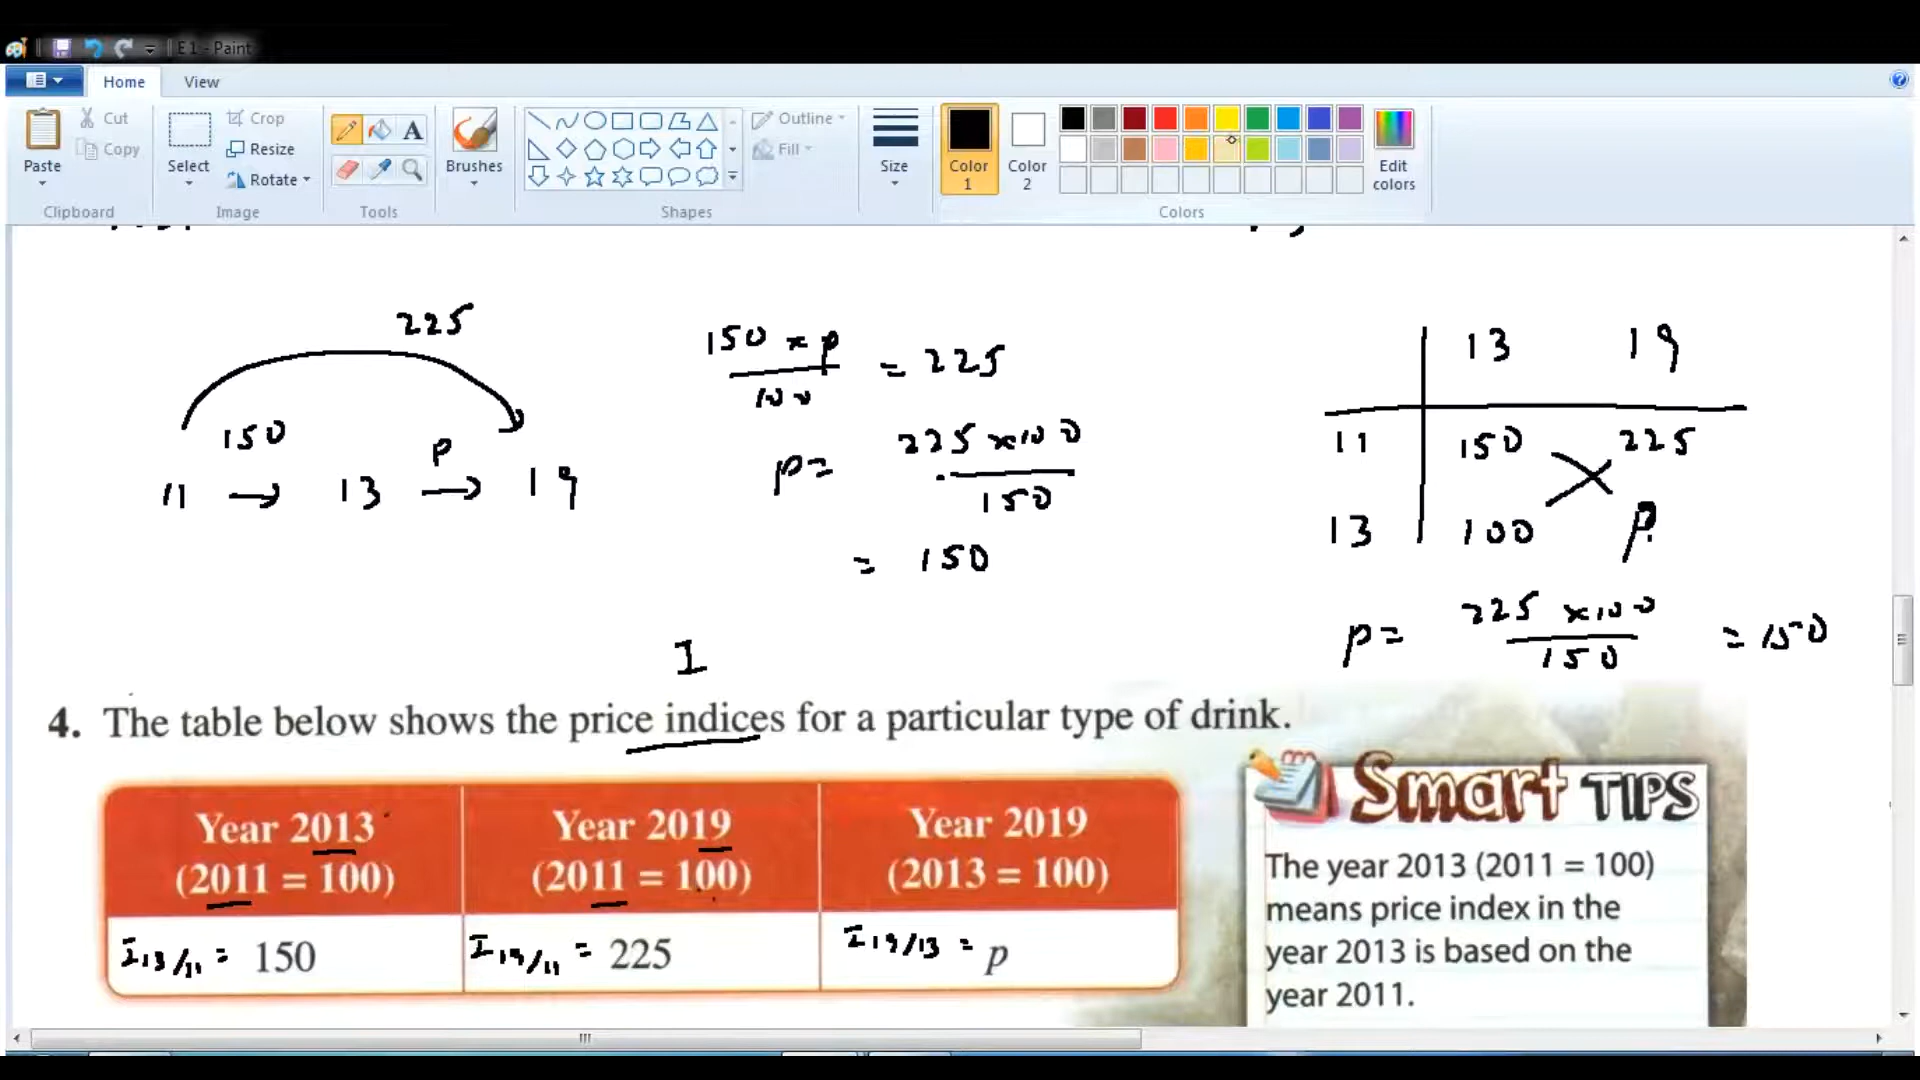 E 1 - Paint
Home View
Paste
Cut
Copy
Clipboard
Select
Crop
Resize
Rotate
Image
A
Tools
Brushes
Outline
Fill
Shapes
Size
Color 1
Color 2
Edit colors
Colors
225
150
p
11 → 13 → 19
150 × p
100
= 225
p =
225 × 100
150
= 150
13 19
11 150 225
13 100 p
p =
225 × 100
150
= 150
I
4. The table below shows the price indices for a particular type of drink.
Year 2013
(2011 = 100)
Year 2019
(2011 = 100)
Year 2019
(2013 = 100)
I13/11 = 150
I19/11 = 225
I19/13 = p
Smart TIPS
The year 2013 (2011 = 100)
means price index in the
year 2013 is based on the
year 2011.